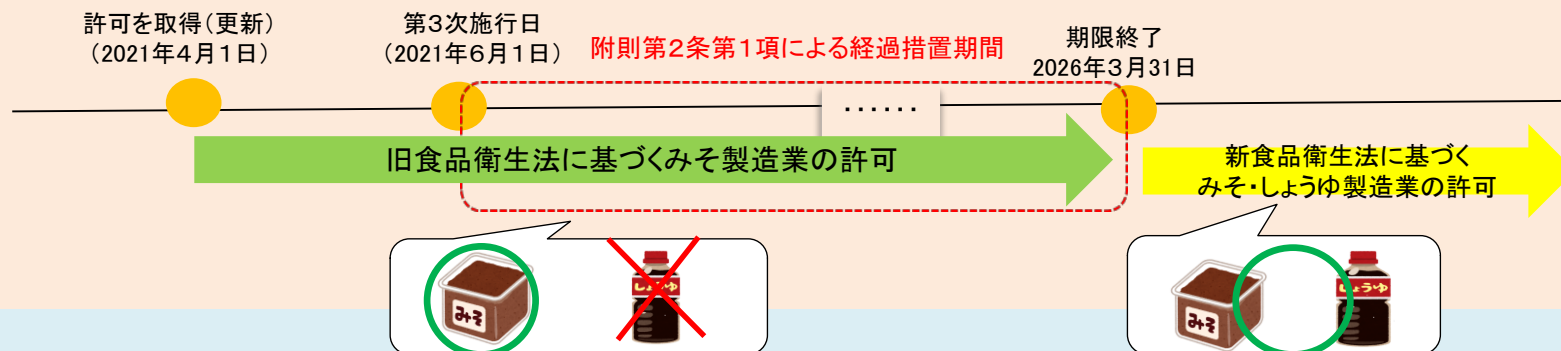 許可を取得(更新)
(2021年4月1日)
第3次施行日
(2021年6月1日)
附則第2条第1項による経過措置期間
期限終了
2026年3月31日
・・・・・・
旧食品衛生法に基づくみそ製造業の許可
新食品衛生法に基づく
みそ・しょうゆ製造業の許可
みそ
しょうゆ
みそ
しょうゆ